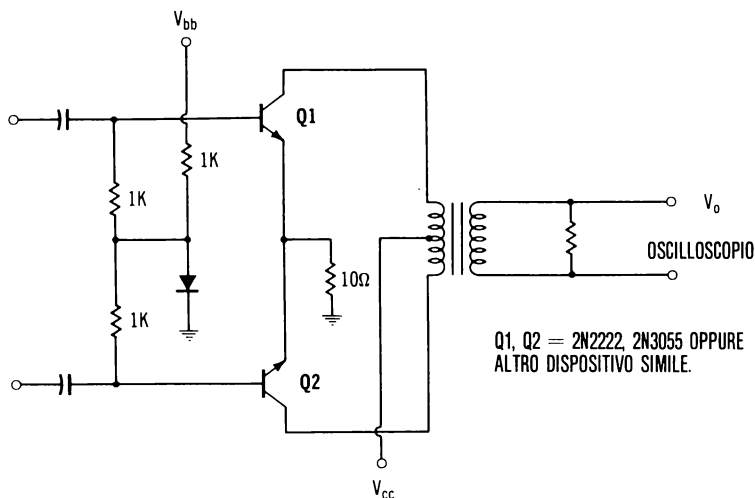 Vbb
Q1
1K
1K
Vo
OSCILLOSCOPIO
10Ω
1K
Q1, Q2 = 2N2222, 2N3055 OPPURE
ALTRO DISPOSITIVO SIMILE.
Q2
Vcc